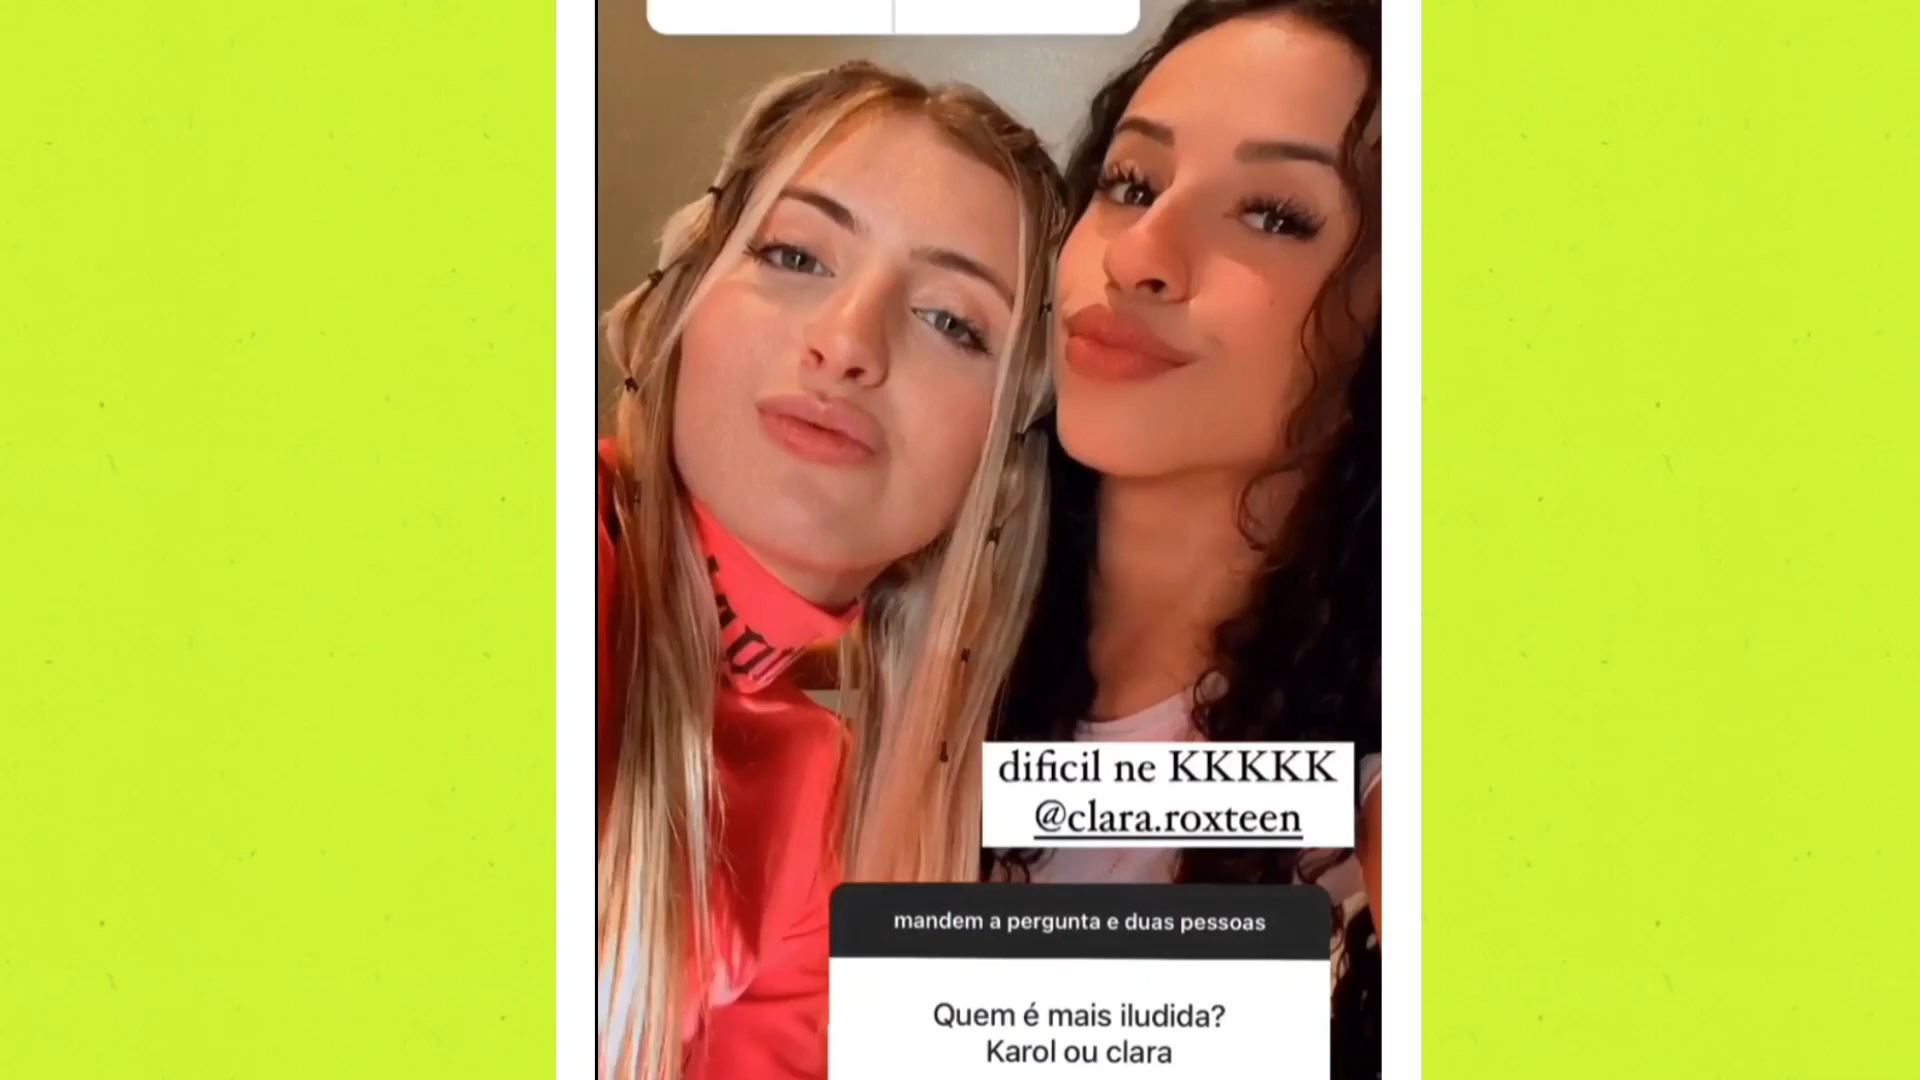 dificil ne KKKKK
@clara.roxteen
mandem a pergunta e duas pessoas
Quem é mais iludida?
Karol ou clara